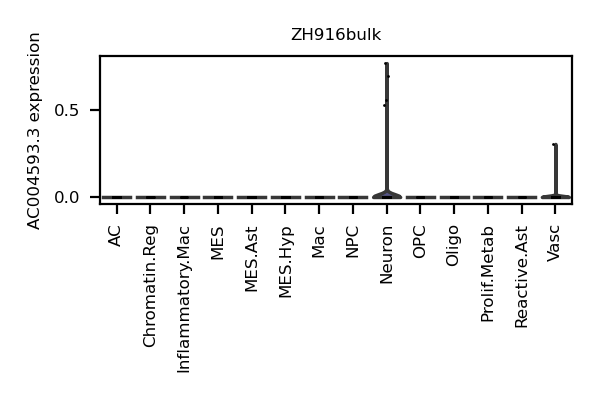 ZH916bulk
AC004593.3 expression
0.5
0.0
AC
Chromatin.Reg
Inflammatory.Mac
MES
MES.Ast
MES.Hyp
Mac
NPC
Neuron
OPC
Oligo
Prolif.Metab
Reactive.Ast
Vasc